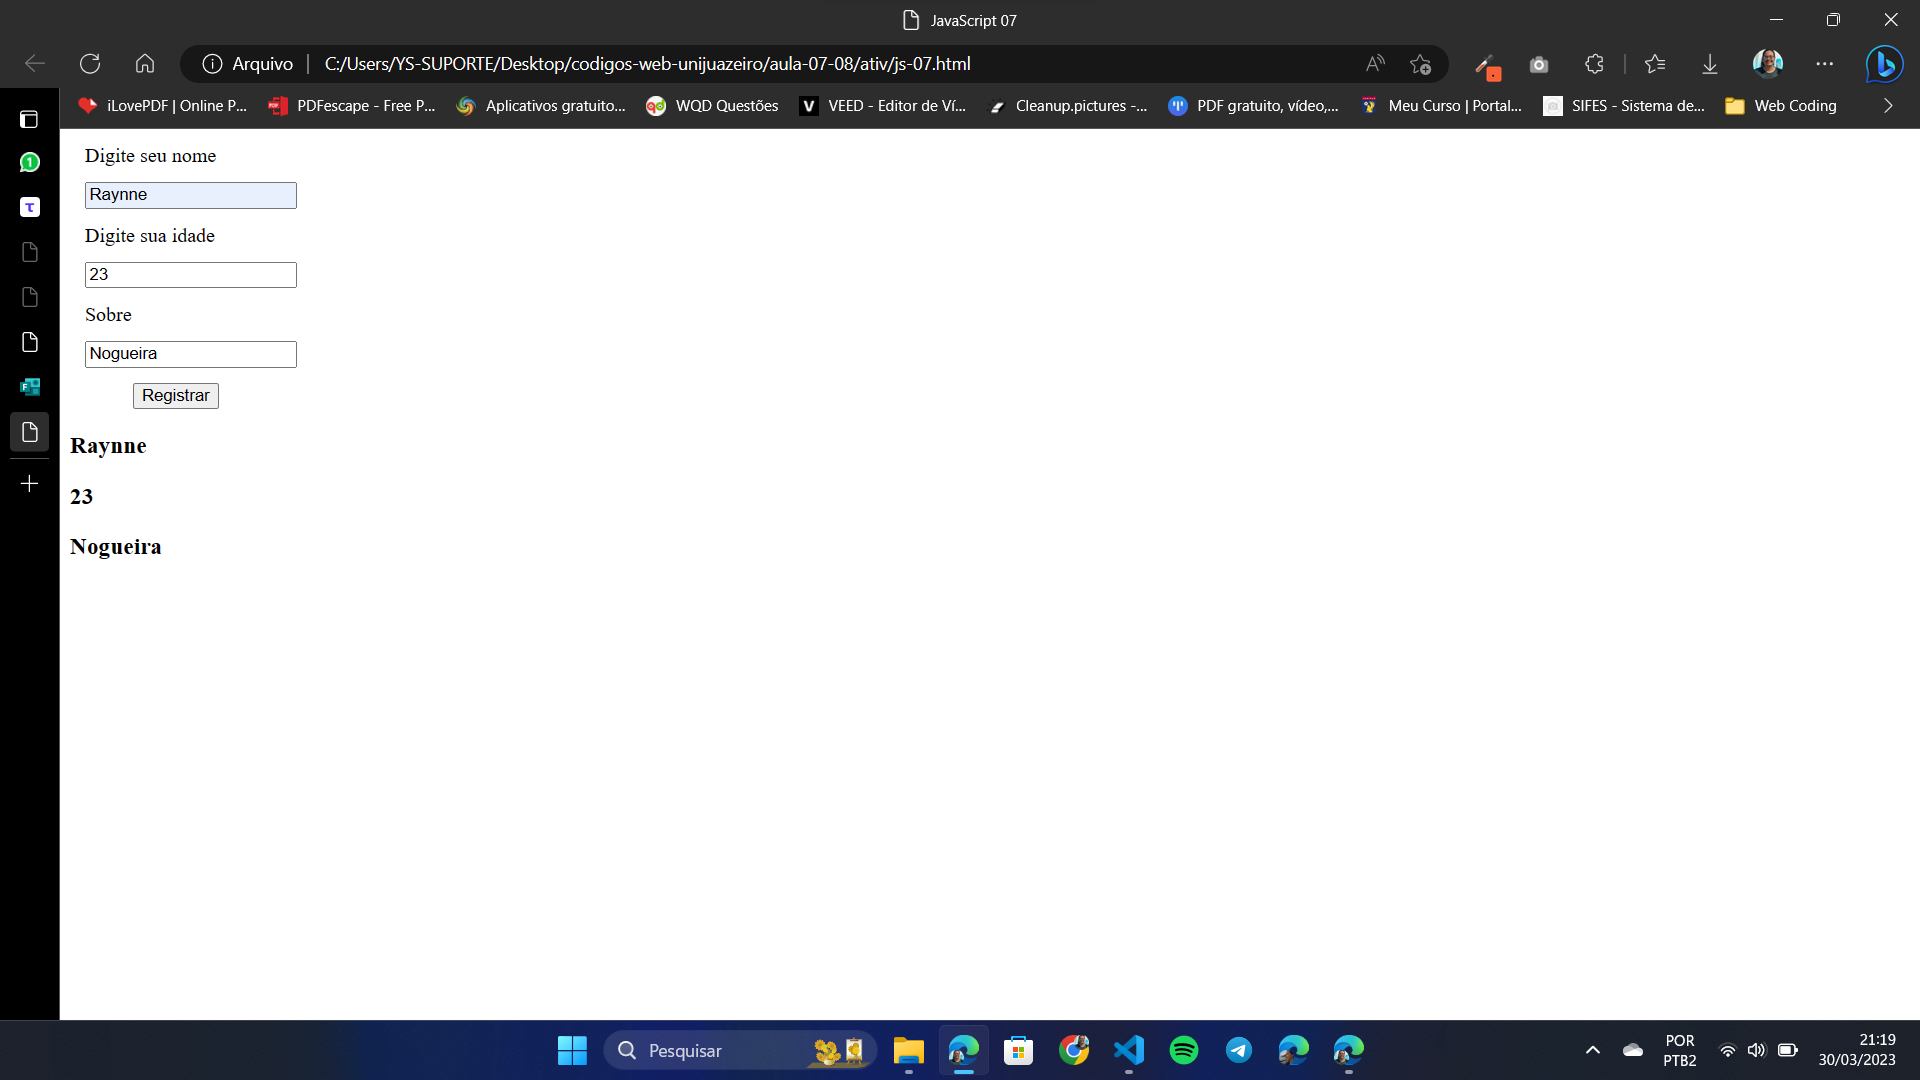 JavaScript 07
Arquivo
C:/Users/YS-SUPORTE/Desktop/codigos-web-unijuazeiro/aula-07-08/ativ/js-07.html
iLovePDF | Online P...
PDFescape - Free P...
Aplicativos gratuito...
WQD Questões
VEED - Editor de Ví...
Cleanup.pictures -...
PDF gratuito, vídeo,...
Meu Curso | Portal...
SIFES - Sistema de...
Web Coding
Digite seu nome
Raynne
Digite sua idade
23
Sobre
Nogueira
Registrar
Raynne
23
Nogueira
Pesquisar
POR
PTB2
21:19
30/03/2023